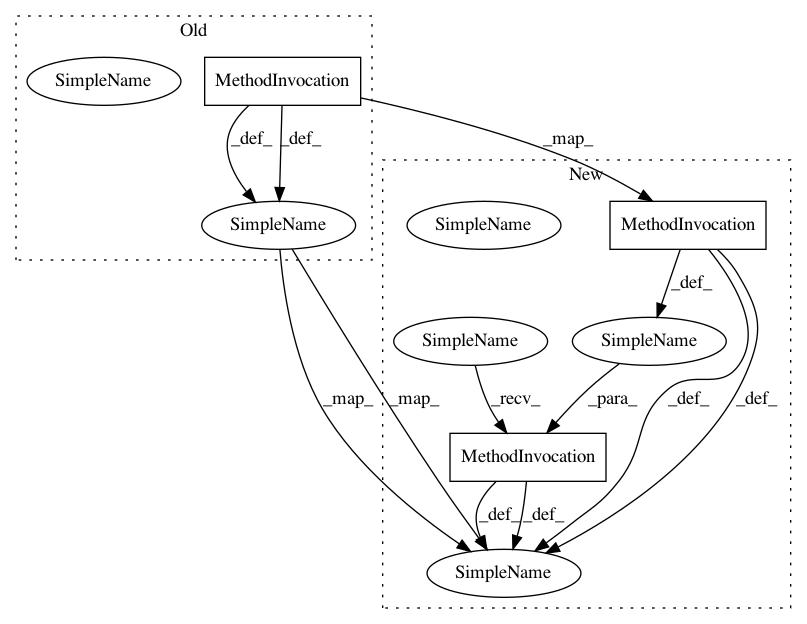 Old
SimpleName
MethodInvocation
_def_
_def_
_map_
New
SimpleName
SimpleName
MethodInvocation
_def_
SimpleName
SimpleName
_map_
_map_
_recv_
_para_
_def_
_def_
MethodInvocation
_def_
_def_
SimpleName